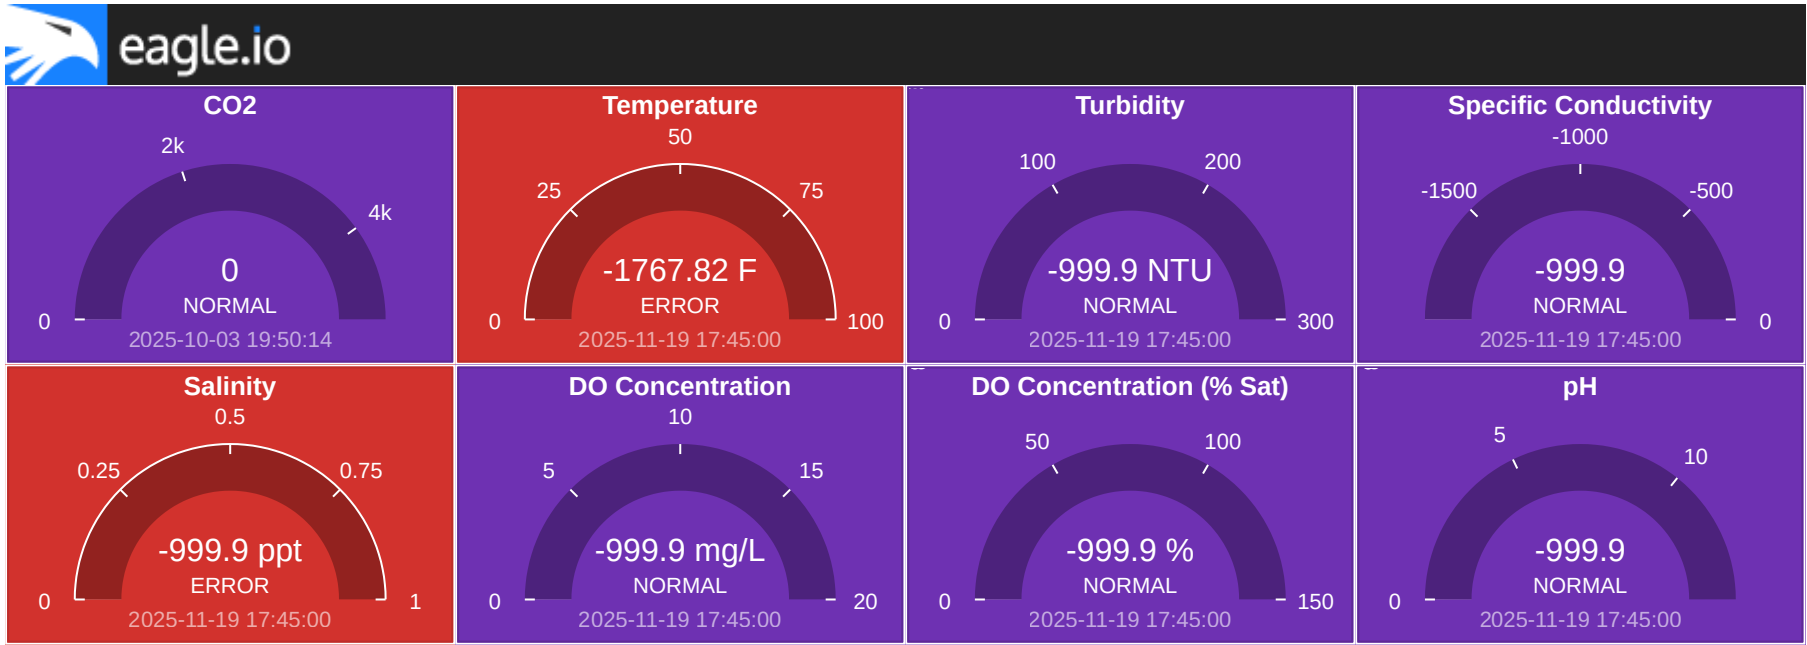 eagle.io
CO2
2k
4k
0
0
NORMAL
2025-10-03 19:50:14
Temperature
50
25
75
-1767.82 F
ERROR
0
100
2025-11-19 17:45:00
Turbidity
100
200
-999.9 NTU
NORMAL
0
300
2025-11-19 17:45:00
Specific Conductivity
-1000
-1500
-500
-999.9
NORMAL
0
2025-11-19 17:45:00
Salinity
0.5
0.25
0.75
-999.9 ppt
ERROR
0
1
2025-11-19 17:45:00
DO Concentration
10
5
15
-999.9 mg/L
NORMAL
0
20
2025-11-19 17:45:00
DO Concentration (% Sat)
50
100
-999.9 %
NORMAL
0
150
2025-11-19 17:45:00
pH
5
10
-999.9
NORMAL
0
2025-11-19 17:45:00